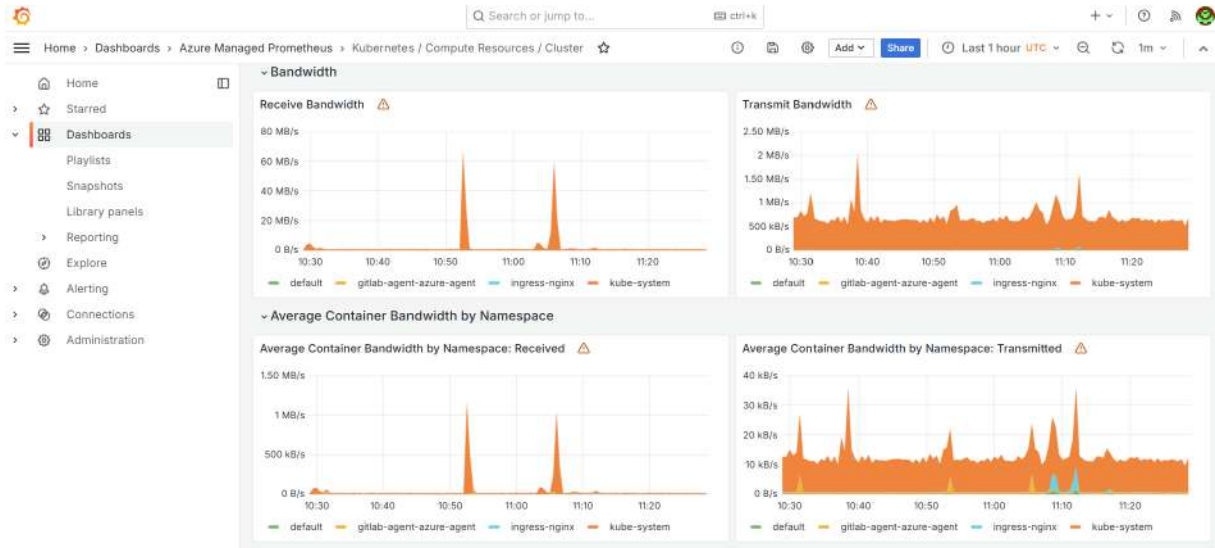 Search or jump to...
ctrl+k
Home › Dashboards › Azure Managed Prometheus › Kubernetes / Compute Resources / Cluster
Add
Share
Last 1 hour UTC
1m
Home
Starred
Dashboards
Playlists
Snapshots
Library panels
Reporting
Explore
Alerting
Connections
Administration
Bandwidth
Receive Bandwidth
80 MB/s
60 MB/s
40 MB/s
20 MB/s
0 B/s
10:30 10:40 10:50 11:00 11:10 11:20
default gitlab-agent-azure-agent ingress-nginx kube-system
Transmit Bandwidth
2.50 MB/s
2 MB/s
1.50 MB/s
1 MB/s
500 kB/s
0 B/s
10:30 10:40 10:50 11:00 11:10 11:20
default gitlab-agent-azure-agent ingress-nginx kube-system
Average Container Bandwidth by Namespace
Average Container Bandwidth by Namespace: Received
1.50 MB/s
1 MB/s
500 kB/s
0 B/s
10:30 10:40 10:50 11:00 11:10 11:20
default gitlab-agent-azure-agent ingress-nginx kube-system
Average Container Bandwidth by Namespace: Transmitted
40 kB/s
30 kB/s
20 kB/s
10 kB/s
0 B/s
10:30 10:40 10:50 11:00 11:10 11:20
default gitlab-agent-azure-agent ingress-nginx kube-system